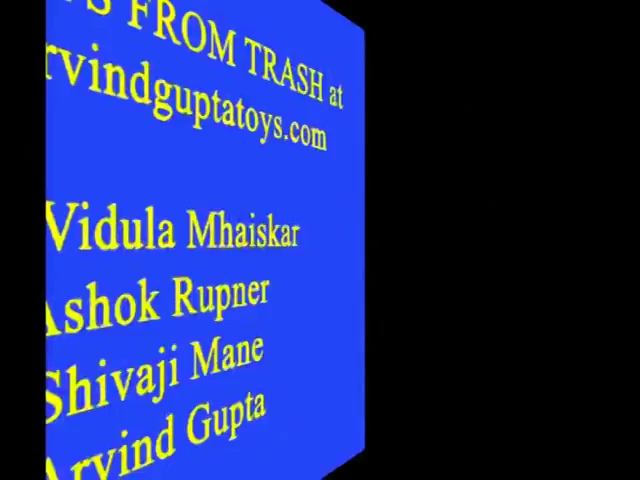 FROM TRASH at
rvindguptatoys.com
Vidula Mhaiskar
Ashok Rupner
Shivaji Mane
Arvind Gupta